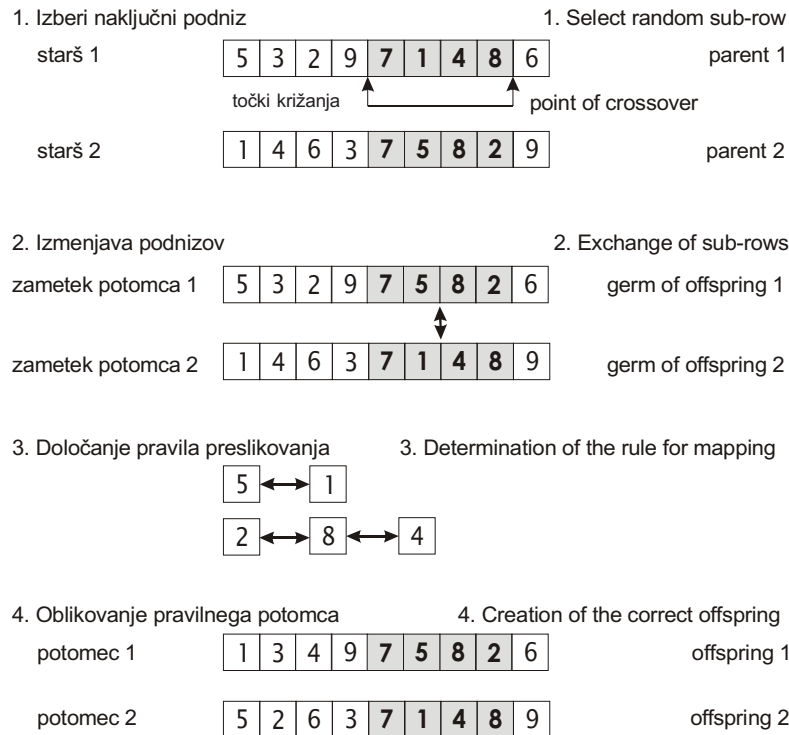 1. Izberi naključni podniz 1. Select random sub-row
starš 1 5 3 2 9 7 1 4 8 6 parent 1
točki križanja point of crossover
starš 2 1 4 6 3 7 5 8 2 9 parent 2
2. Izmenjava podnizov 2. Exchange of sub-rows
zametek potomca 1 5 3 2 9 7 5 8 2 6 germ of offspring 1
zametek potomca 2 1 4 6 3 7 1 4 8 9 germ of offspring 2
3. Določanje pravila preslikovanja 3. Determination of the rule for mapping
5 1
2 8 4
4. Oblikovanje pravilnega potomca 4. Creation of the correct offspring
potomec 1 1 3 4 9 7 5 8 2 6 offspring 1
potomec 2 5 2 6 3 7 1 4 8 9 offspring 2